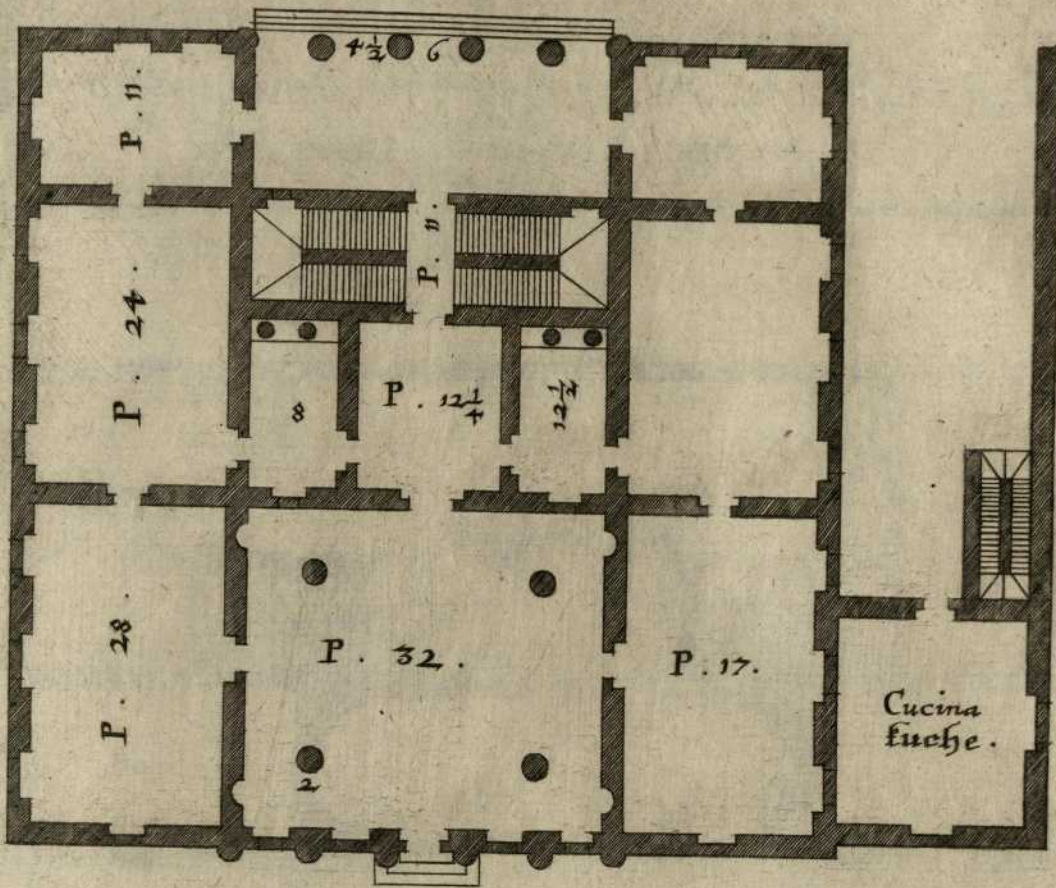 4½ 6
P. 11.
P. 11.
P. 24.
P. 12¼
12½
8
P. 28.
P. 32.
P. 17.
Cucina
kuche.
2